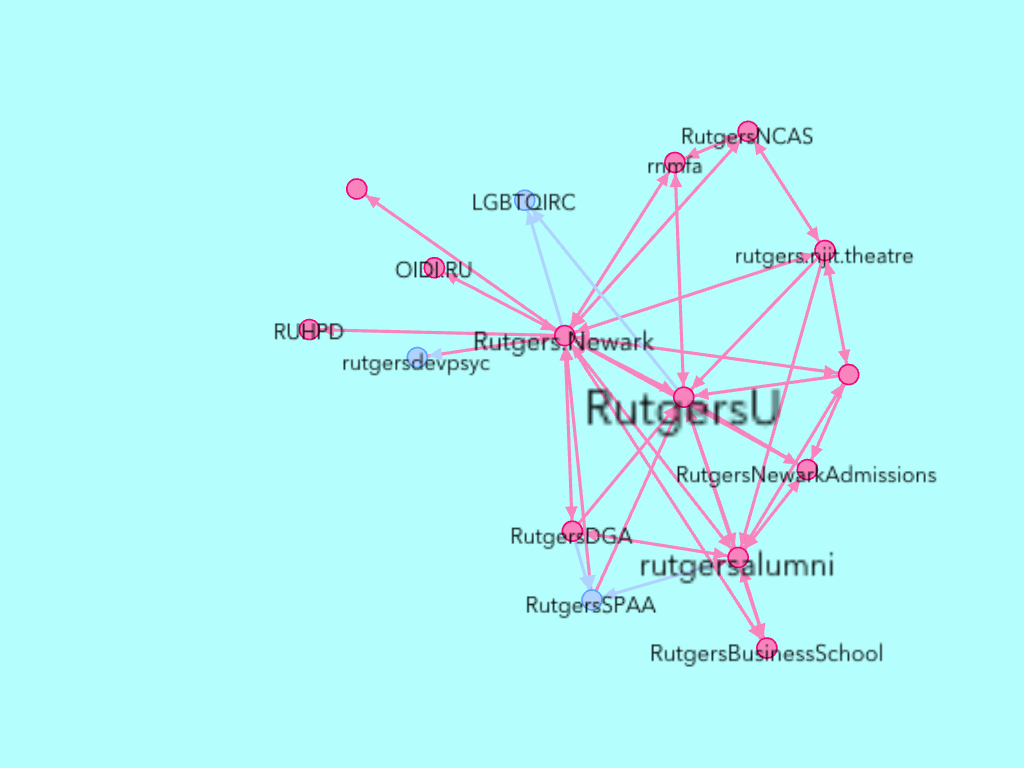 RutgersNCAS
rnmfa
LGBTQIRC
rutgers.njit.theatre
OIDI.RU
RUHPD
Rutgers.Newark
rutgersdevpsyc
RutgersU
RutgersNewarkAdmissions
RutgersDGA
rutgersalumni
RutgersSPAA
RutgersBusinessSchool